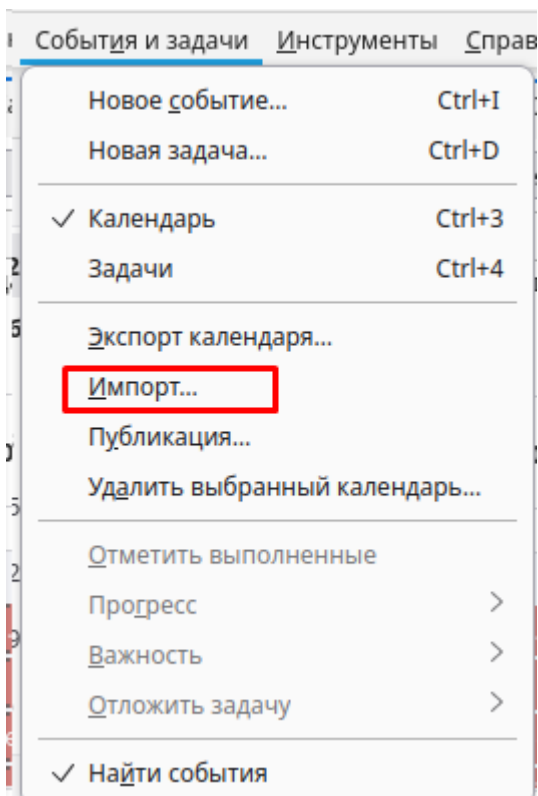 События и задачи Инструменты Справ
Новое событие... Ctrl+I
Новая задача... Ctrl+D
Календарь Ctrl+3
Задачи Ctrl+4
Экспорт календаря...
Импорт...
Публикация...
Удалить выбранный календарь...
Отметить выполненные
Прогресс
Важность
Отложить задачу
Найти события